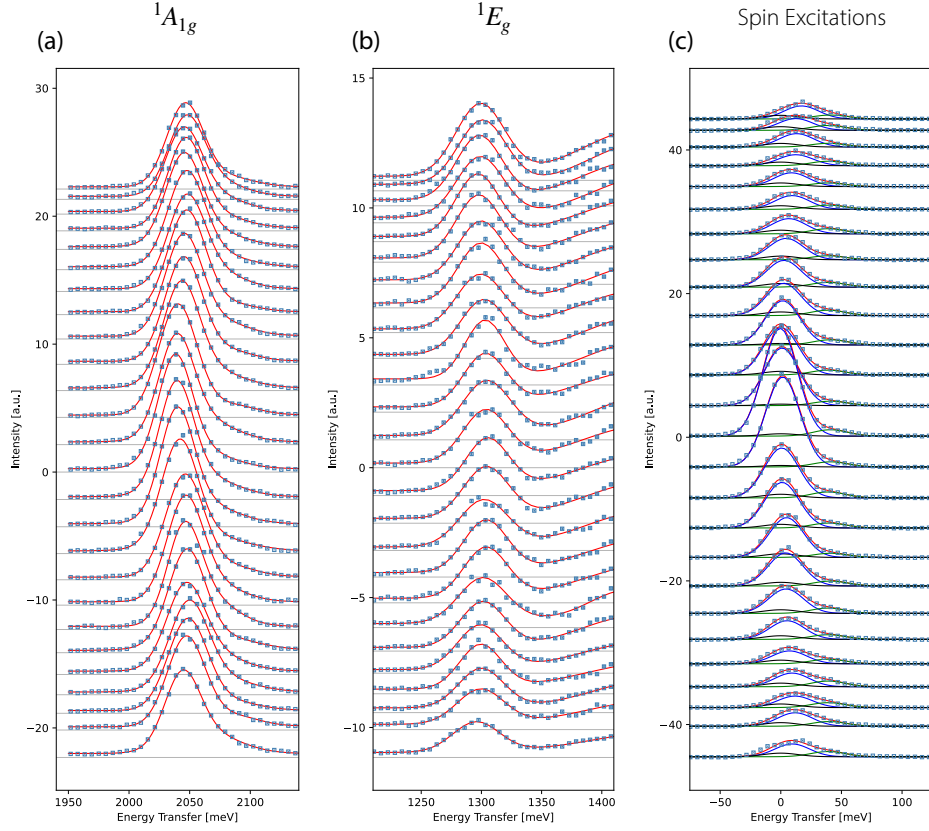 ¹A₁g ¹Eg Spin Excitations
(a) (b) (c)
30
20
10
0
−10
−20
Intensity [a.u.]
1950 2000 2050 2100
Energy Transfer [meV]
15
10
5
0
−5
−10
Intensity [a.u.]
1250 1300 1350 1400
Energy Transfer [meV]
40
20
0
−20
−40
Intensity [a.u.]
−50 0 50 100
Energy Transfer [meV]